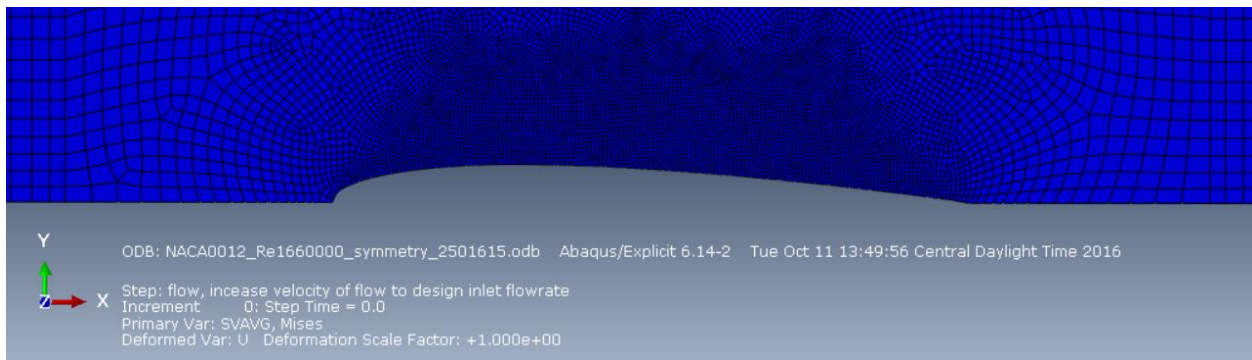 Y
ODB: NACA0012_Re1660000_symmetry_2501615.odb Abaqus/Explicit 6.14-2 Tue Oct 11 13:49:56 Central Daylight Time 2016
Z X Step: flow, incease velocity of flow to design inlet flowrate
Increment 0: Step Time = 0.0
Primary Var: SVAVG, Mises
Deformed Var: U Deformation Scale Factor: +1.000e+00